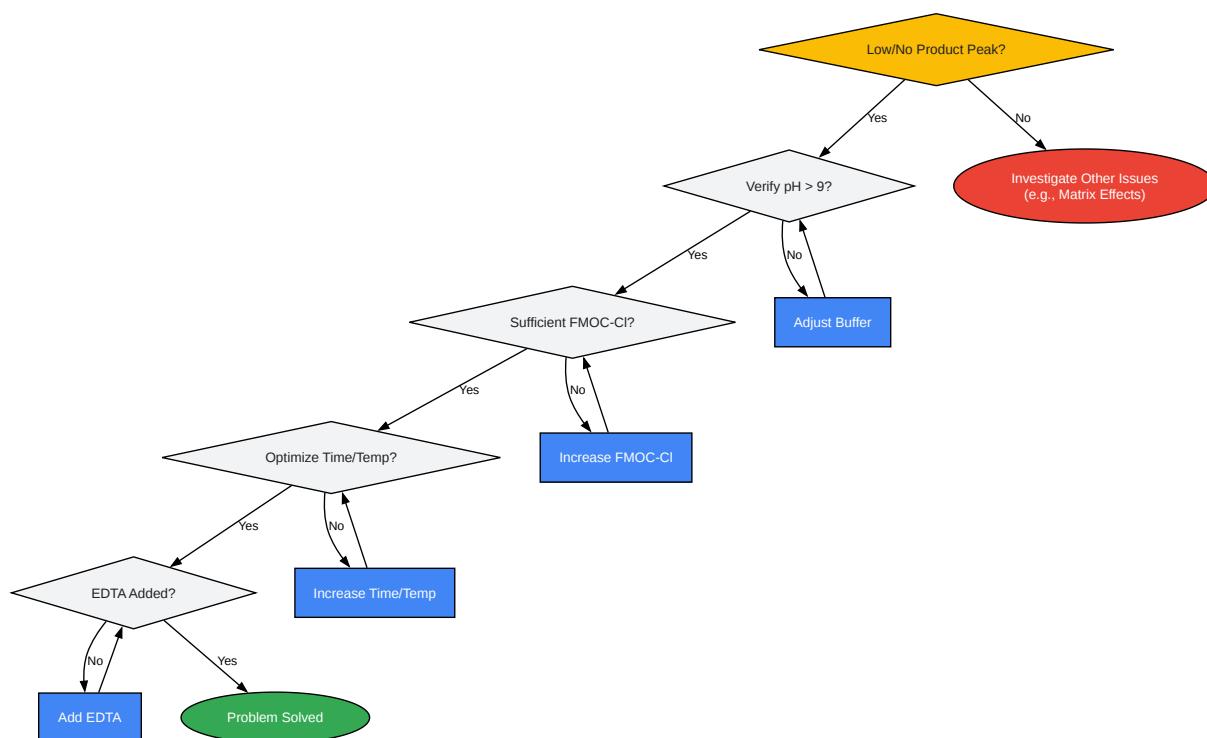 Low/No Product Peak?
Yes
No
Verify pH > 9?
Investigate Other Issues
(e.g., Matrix Effects)
Yes
No
Sufficient FMOC-Cl?
Adjust Buffer
Yes
No
Optimize Time/Temp?
Increase FMOC-Cl
Yes
No
EDTA Added?
Increase Time/Temp
No
Yes
Add EDTA
Problem Solved